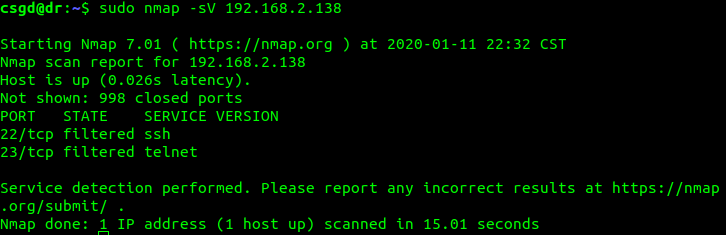 csgd@dr:~$ sudo nmap -sV 192.168.2.138
Starting Nmap 7.01 ( https://nmap.org ) at 2020-01-11 22:32 CST
Nmap scan report for 192.168.2.138
Host is up (0.026s latency).
Not shown: 998 closed ports
PORT   STATE    SERVICE VERSION
22/tcp filtered ssh
23/tcp filtered telnet
Service detection performed. Please report any incorrect results at https://nmap
.org/submit/ .
Nmap done: 1 IP address (1 host up) scanned in 15.01 seconds